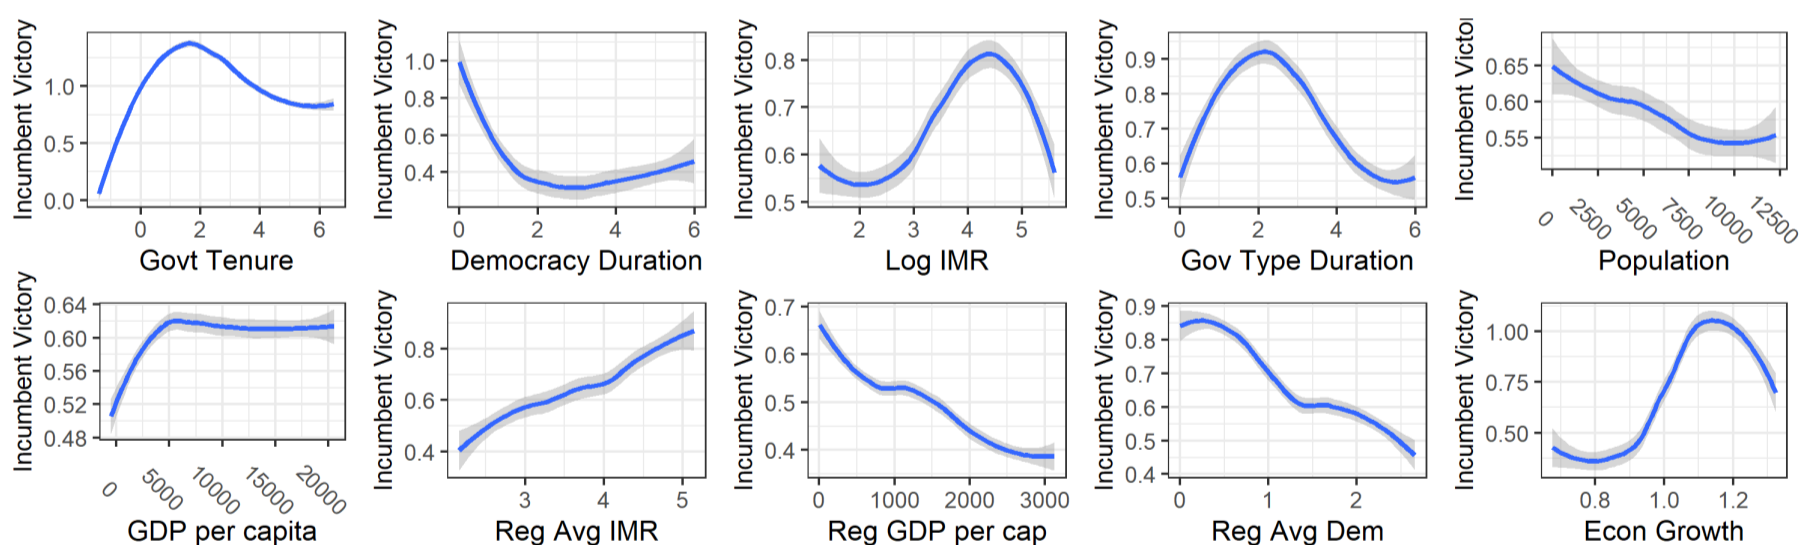 Incumbent Victory
1.0
0.5
0.0
0 2 4 6
Govt Tenure
Incumbent Victory
1.0
0.8
0.6
0.4
0 2 4 6
Democracy Duration
Incumbent Victory
0.8
0.7
0.6
0.5
2 3 4 5
Log IMR
Incumbent Victory
0.9
0.8
0.7
0.6
0.5
0 2 4 6
Gov Type Duration
Incumbent Victor
0.65
0.60
0.55
0 2500 5000 7500 10000 12500
Population
Incumbent Victory
0.64
0.60
0.56
0.52
0.48
0 5000 10000 15000 20000
GDP per capita
Incumbent Victory
0.8
0.6
0.4
3 4 5
Reg Avg IMR
Incumbent Victory
0.7
0.6
0.5
0.4
0 1000 2000 3000
Reg GDP per cap
Incumbent Victory
0.9
0.8
0.7
0.6
0.5
0.4
0 1 2
Reg Avg Dem
Incumbent Victory
1.00
0.75
0.50
0.8 1.0 1.2
Econ Growth